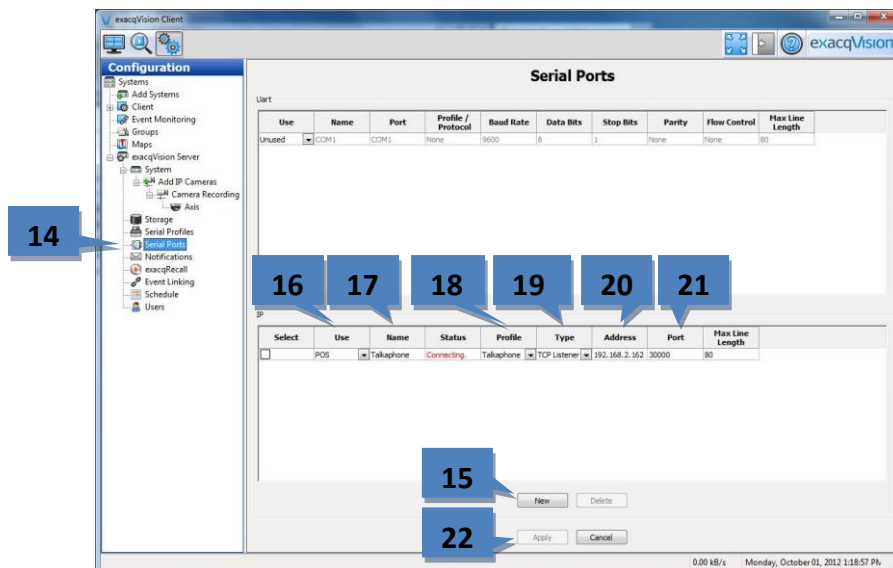 exacqVision Client
exacqVision
Configuration
Systems
Add Systems
Client
Event Monitoring
Groups
Maps
exacqVision Server
System
Add IP Cameras
Camera Recording
Axis
Storage
Serial Profiles
Serial Ports
Notifications
exacqRecall
Event Linking
Schedule
Users
14
Serial Ports
Uart
Use Name Port Profile / Protocol Baud Rate Data Bits Stop Bits Parity Flow Control Max Line Length
Unused COM1 COM1 None 9600 8 1 None None 80
16 17 18 19 20 21
IP
Select Use Name Status Profile Type Address Port Max Line Length
POS Talkaphone Connecting. Talkaphone TCP Listener 192.168.2.162 30000 80
15
New Delete
22
Apply Cancel
0.00 kB/s Monday, October 01, 2012 1:18:57 PM